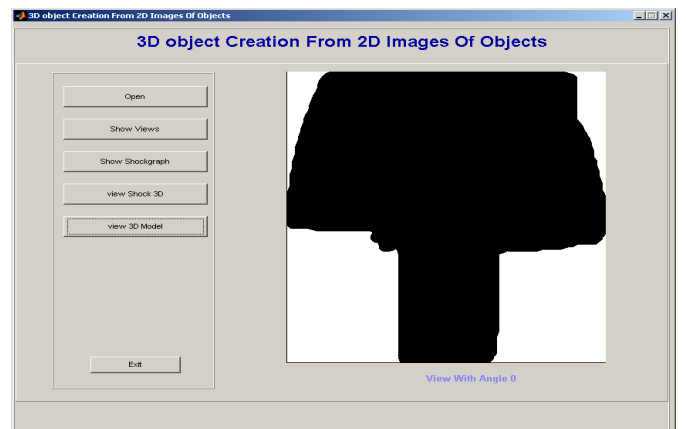 3D object Creation From 2D Images Of Objects
3D object Creation From 2D Images Of Objects
Open
Show Views
Show Shockgraph
view Shock 3D
view 3D Model
Exit
View With Angle 0